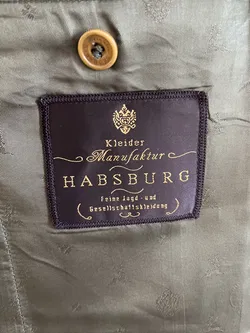 Kleider
Manufaktur
HABSBURG
Feine Jagd- und
Gesellschaftskleidung